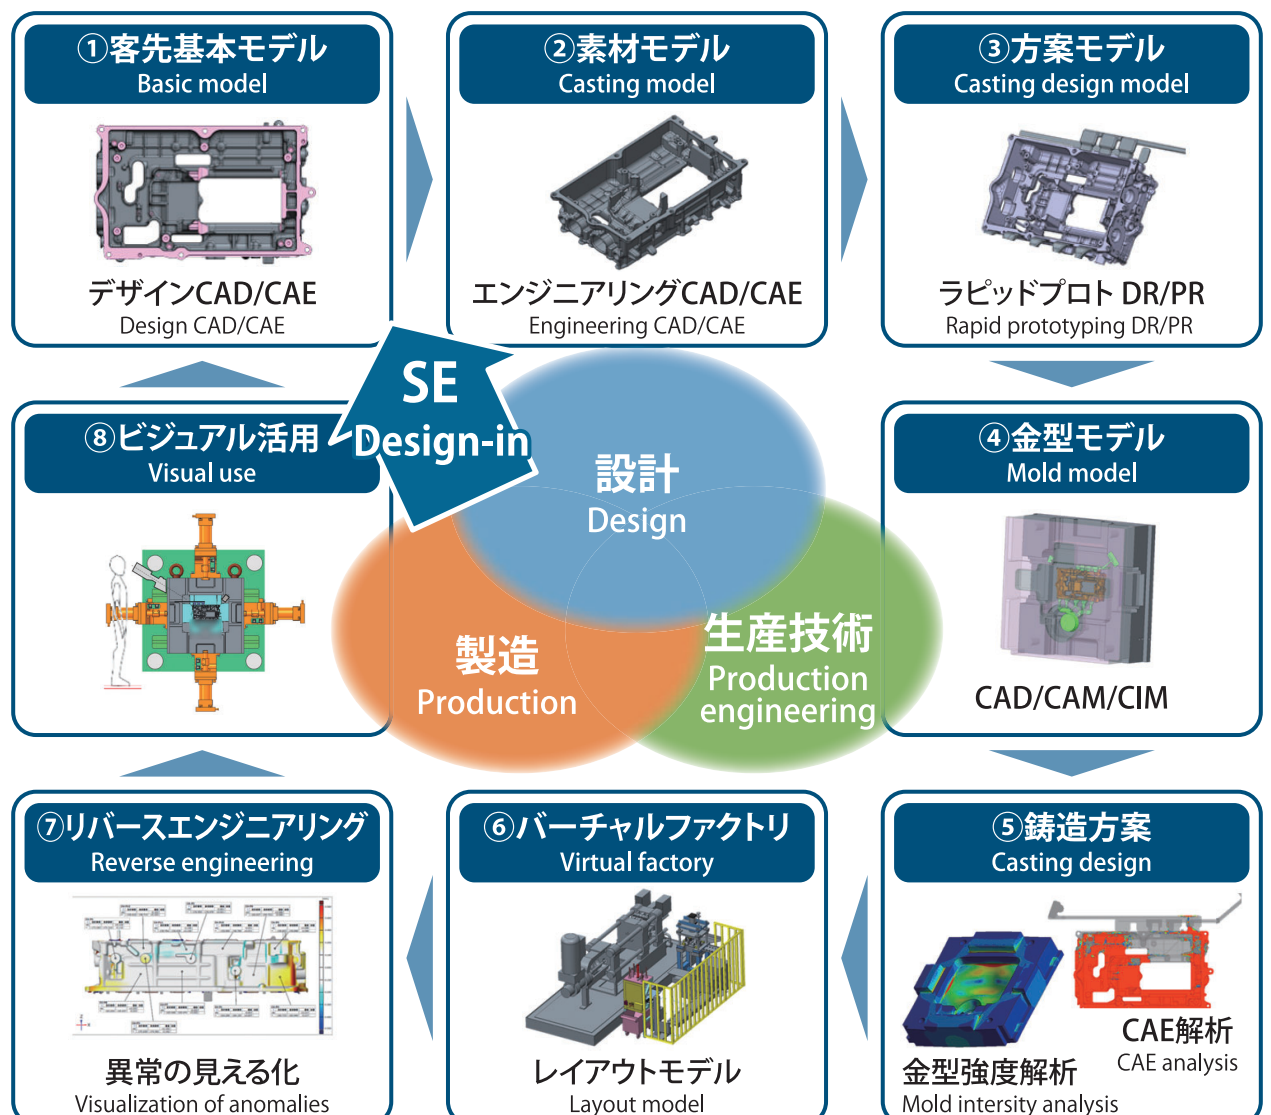 ①客先基本モデル
Basic model
デザインCAD/CAE
Design CAD/CAE
②素材モデル
Casting model
エンジニアリングCAD/CAE
Engineering CAD/CAE
③方案モデル
Casting design model
ラピッドプロト DR/PR
Rapid prototyping DR/PR
④金型モデル
Mold model
CAD/CAM/CIM
⑤鋳造方案
Casting design
CAE解析
CAE analysis
金型強度解析
Mold intersity analysis
⑥バーチャルファクトリ
Virtual factory
レイアウトモデル
Layout model
⑦リバースエンジニアリング
Reverse engineering
異常の見える化
Visualization of anomalies
⑧ビジュアル活用
Visual use
SE
Design-in
設計
Design
製造
Production
生産技術
Production
engineering